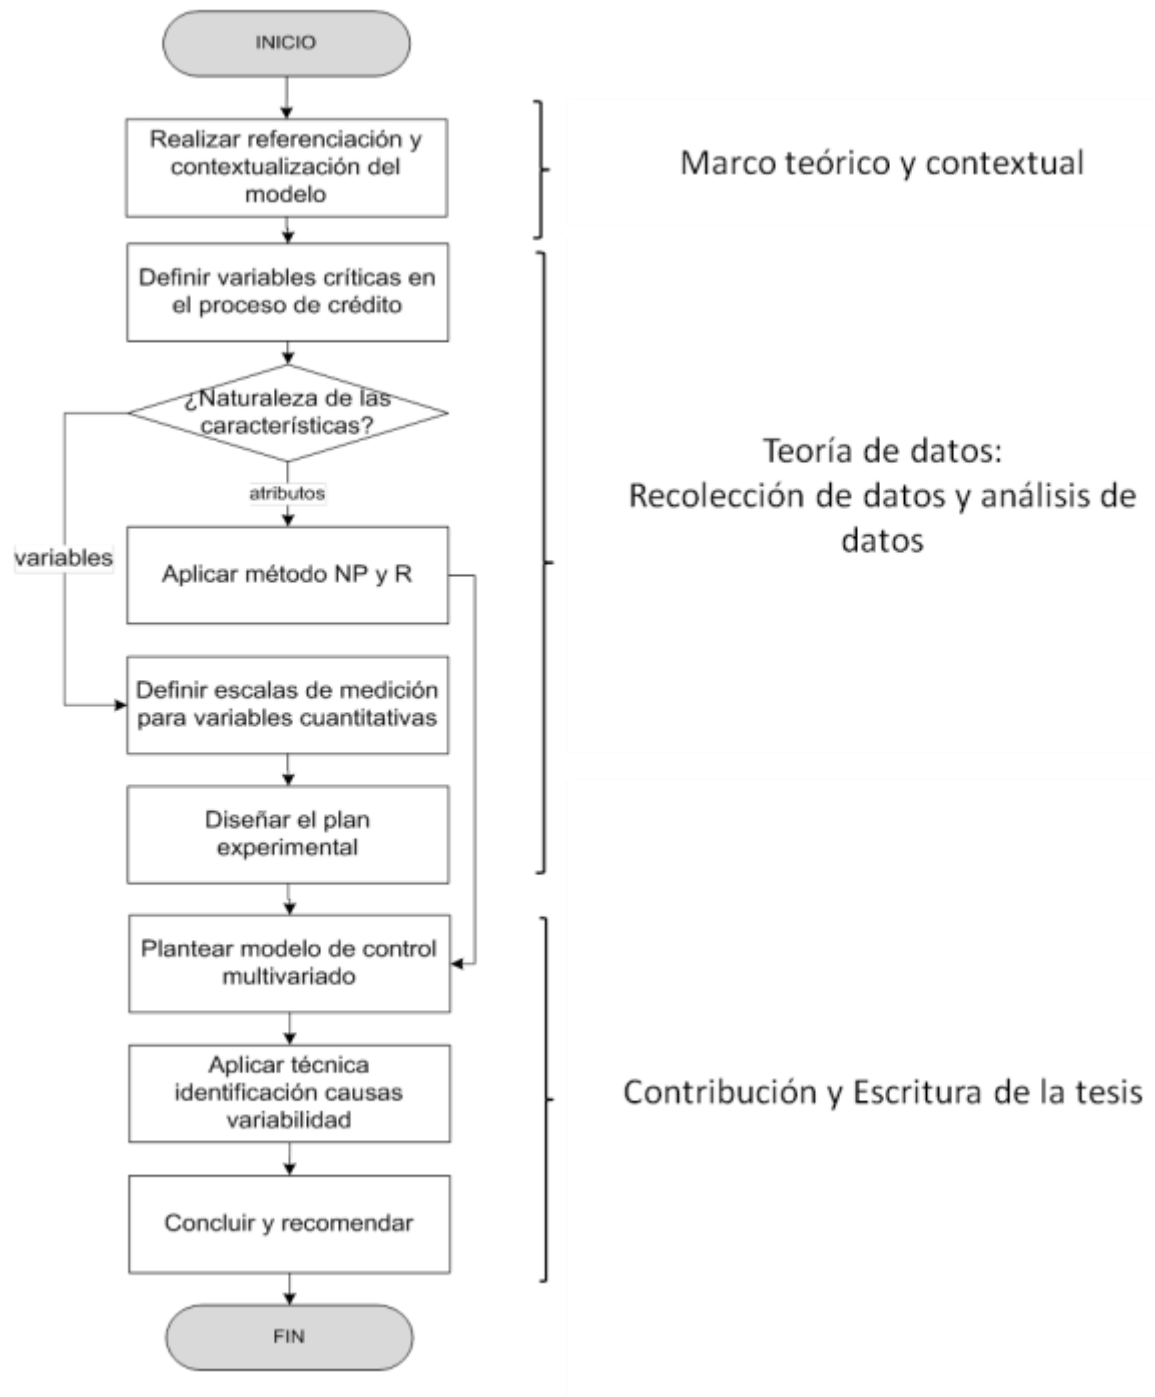 INICIO
Realizar referenciación y
contextualización del
modelo
Marco teórico y contextual
Definir variables críticas en
el proceso de crédito
¿Naturaleza de las
características?
atributos
variables
Aplicar método NP y R
Teoría de datos:
Recolección de datos y análisis de
datos
Definir escalas de medición
para variables cuantitativas
Diseñar el plan
experimental
Plantear modelo de control
multivariado
Aplicar técnica
identificación causas
variabilidad
Contribución y Escritura de la tesis
Concluir y recomendar
FIN